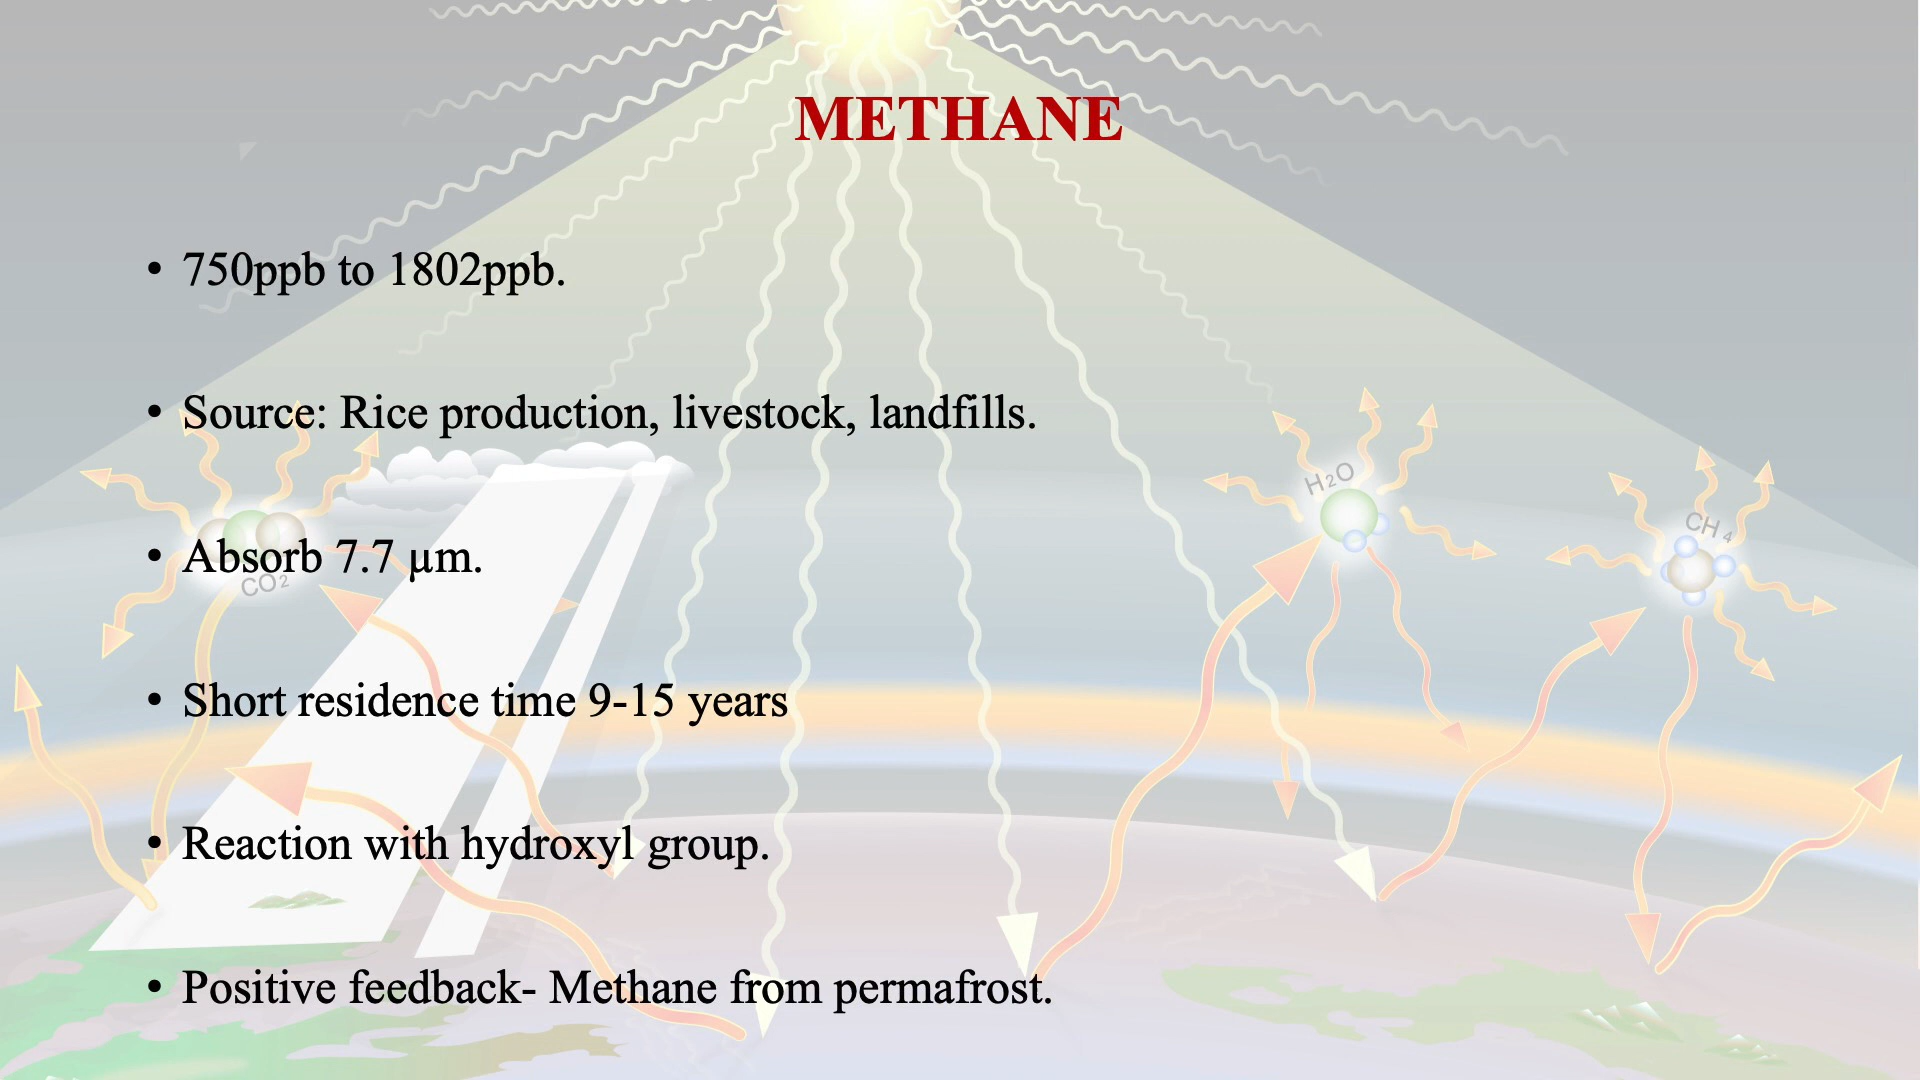 METHANE
• 750ppb to 1802ppb.
• Source: Rice production, livestock, landfills.
H₂O
CH₄
• Absorb 7.7 µm.
CO₂
• Short residence time 9-15 years
• Reaction with hydroxyl group.
• Positive feedback- Methane from permafrost.